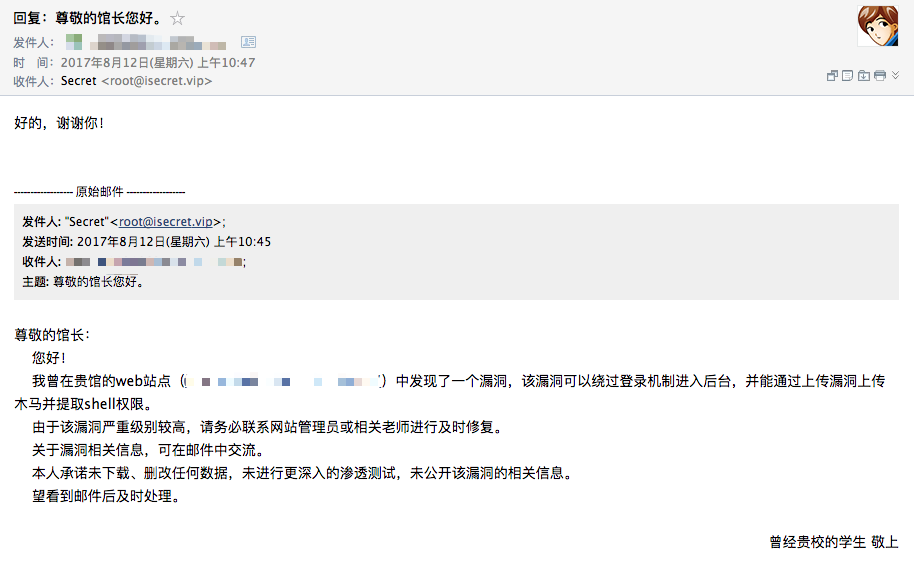 回复：尊敬的馆长您好。
发件人：
时　间：2017年8月12日(星期六) 上午10:47
收件人：Secret <root@isecret.vip>
好的，谢谢你！
------------------ 原始邮件 ------------------
发件人: "Secret"<root@isecret.vip>;
发送时间: 2017年8月12日(星期六) 上午10:45
收件人: ;
主题: 尊敬的馆长您好。
尊敬的馆长：
您好！
我曾在贵馆的web站点（）中发现了一个漏洞，该漏洞可以绕过登录机制进入后台，并能通过上传漏洞上传
木马并提取shell权限。
由于该漏洞严重级别较高，请务必联系网站管理员或相关老师进行及时修复。
关于漏洞相关信息，可在邮件中交流。
本人承诺未下载、删改任何数据，未进行更深入的渗透测试，未公开该漏洞的相关信息。
望看到邮件后及时处理。
曾经贵校的学生 敬上